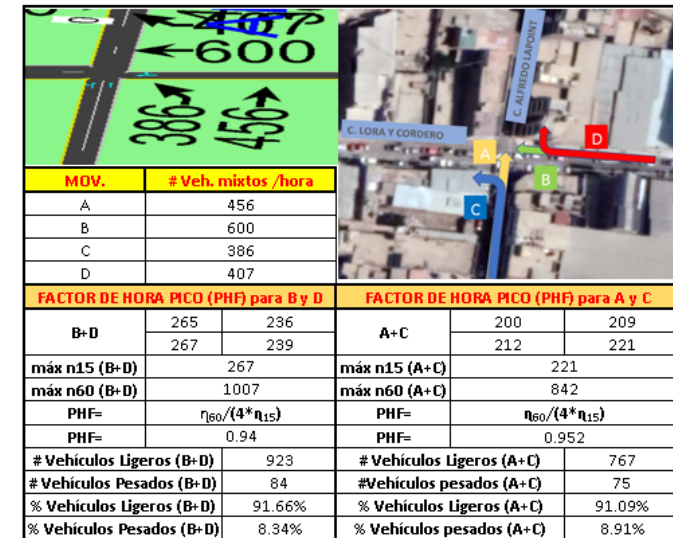 600
386
456
C. ALFREDO LAPOINT
C. LORA Y CORDERO
A
B
C
D
MOV. # Veh. mixtos /hora
A 456
B 600
C 386
D 407
FACTOR DE HORA PICO (PHF) para B y D
B+D 265 236
267 239
máx n15 (B+D) 267
máx n60 (B+D) 1007
PHF= η60/(4*η15)
PHF= 0.94
# Vehículos Ligeros (B+D) 923
# Vehículos Pesados (B+D) 84
% Vehículos Ligeros (B+D) 91.66%
% Vehículos Pesados (B+D) 8.34%
FACTOR DE HORA PICO (PHF) para A y C
A+C 200 209
212 221
máx n15 (A+C) 221
máx n60 (A+C) 842
PHF= η60/(4*η15)
PHF= 0.952
# Vehículos Ligeros (A+C) 767
#Vehículos pesados (A+C) 75
% Vehículos Ligeros (A+C) 91.09%
% Vehículos pesados (A+C) 8.91%